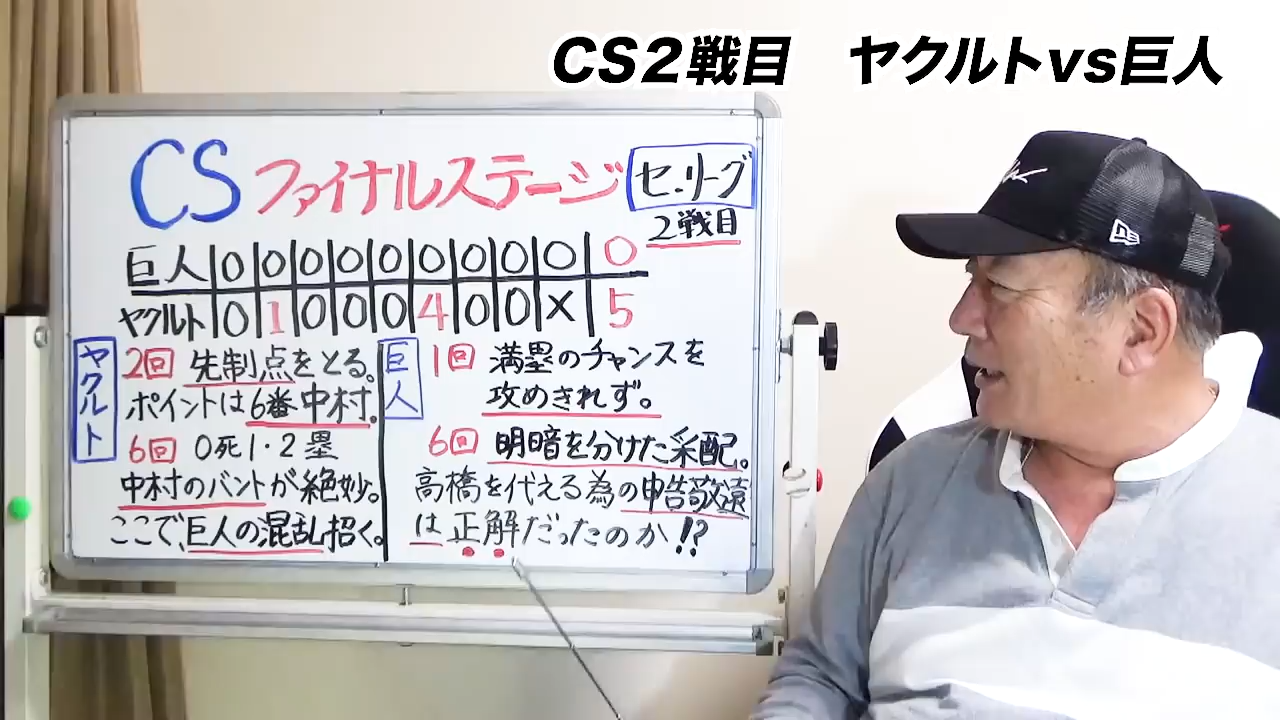 CS2戦目 ヤクルトvs巨人
CSファイナルステージ セ.リーグ
2戦目
巨人 0 0 0 0 0 0 0 0 0 0
ヤクルト 0 1 0 0 0 4 0 0 X 5
ヤクルト
2回 先制点をとる。
ポイントは6番中村。
6回 0死1・2塁
中村のバントが絶妙。
ここで、巨人の混乱招く。
巨人
1回 満塁のチャンスを
攻めきれず。
6回 明暗を分けた采配。
高橋を代える為の申告敬遠
は正解だったのか!?